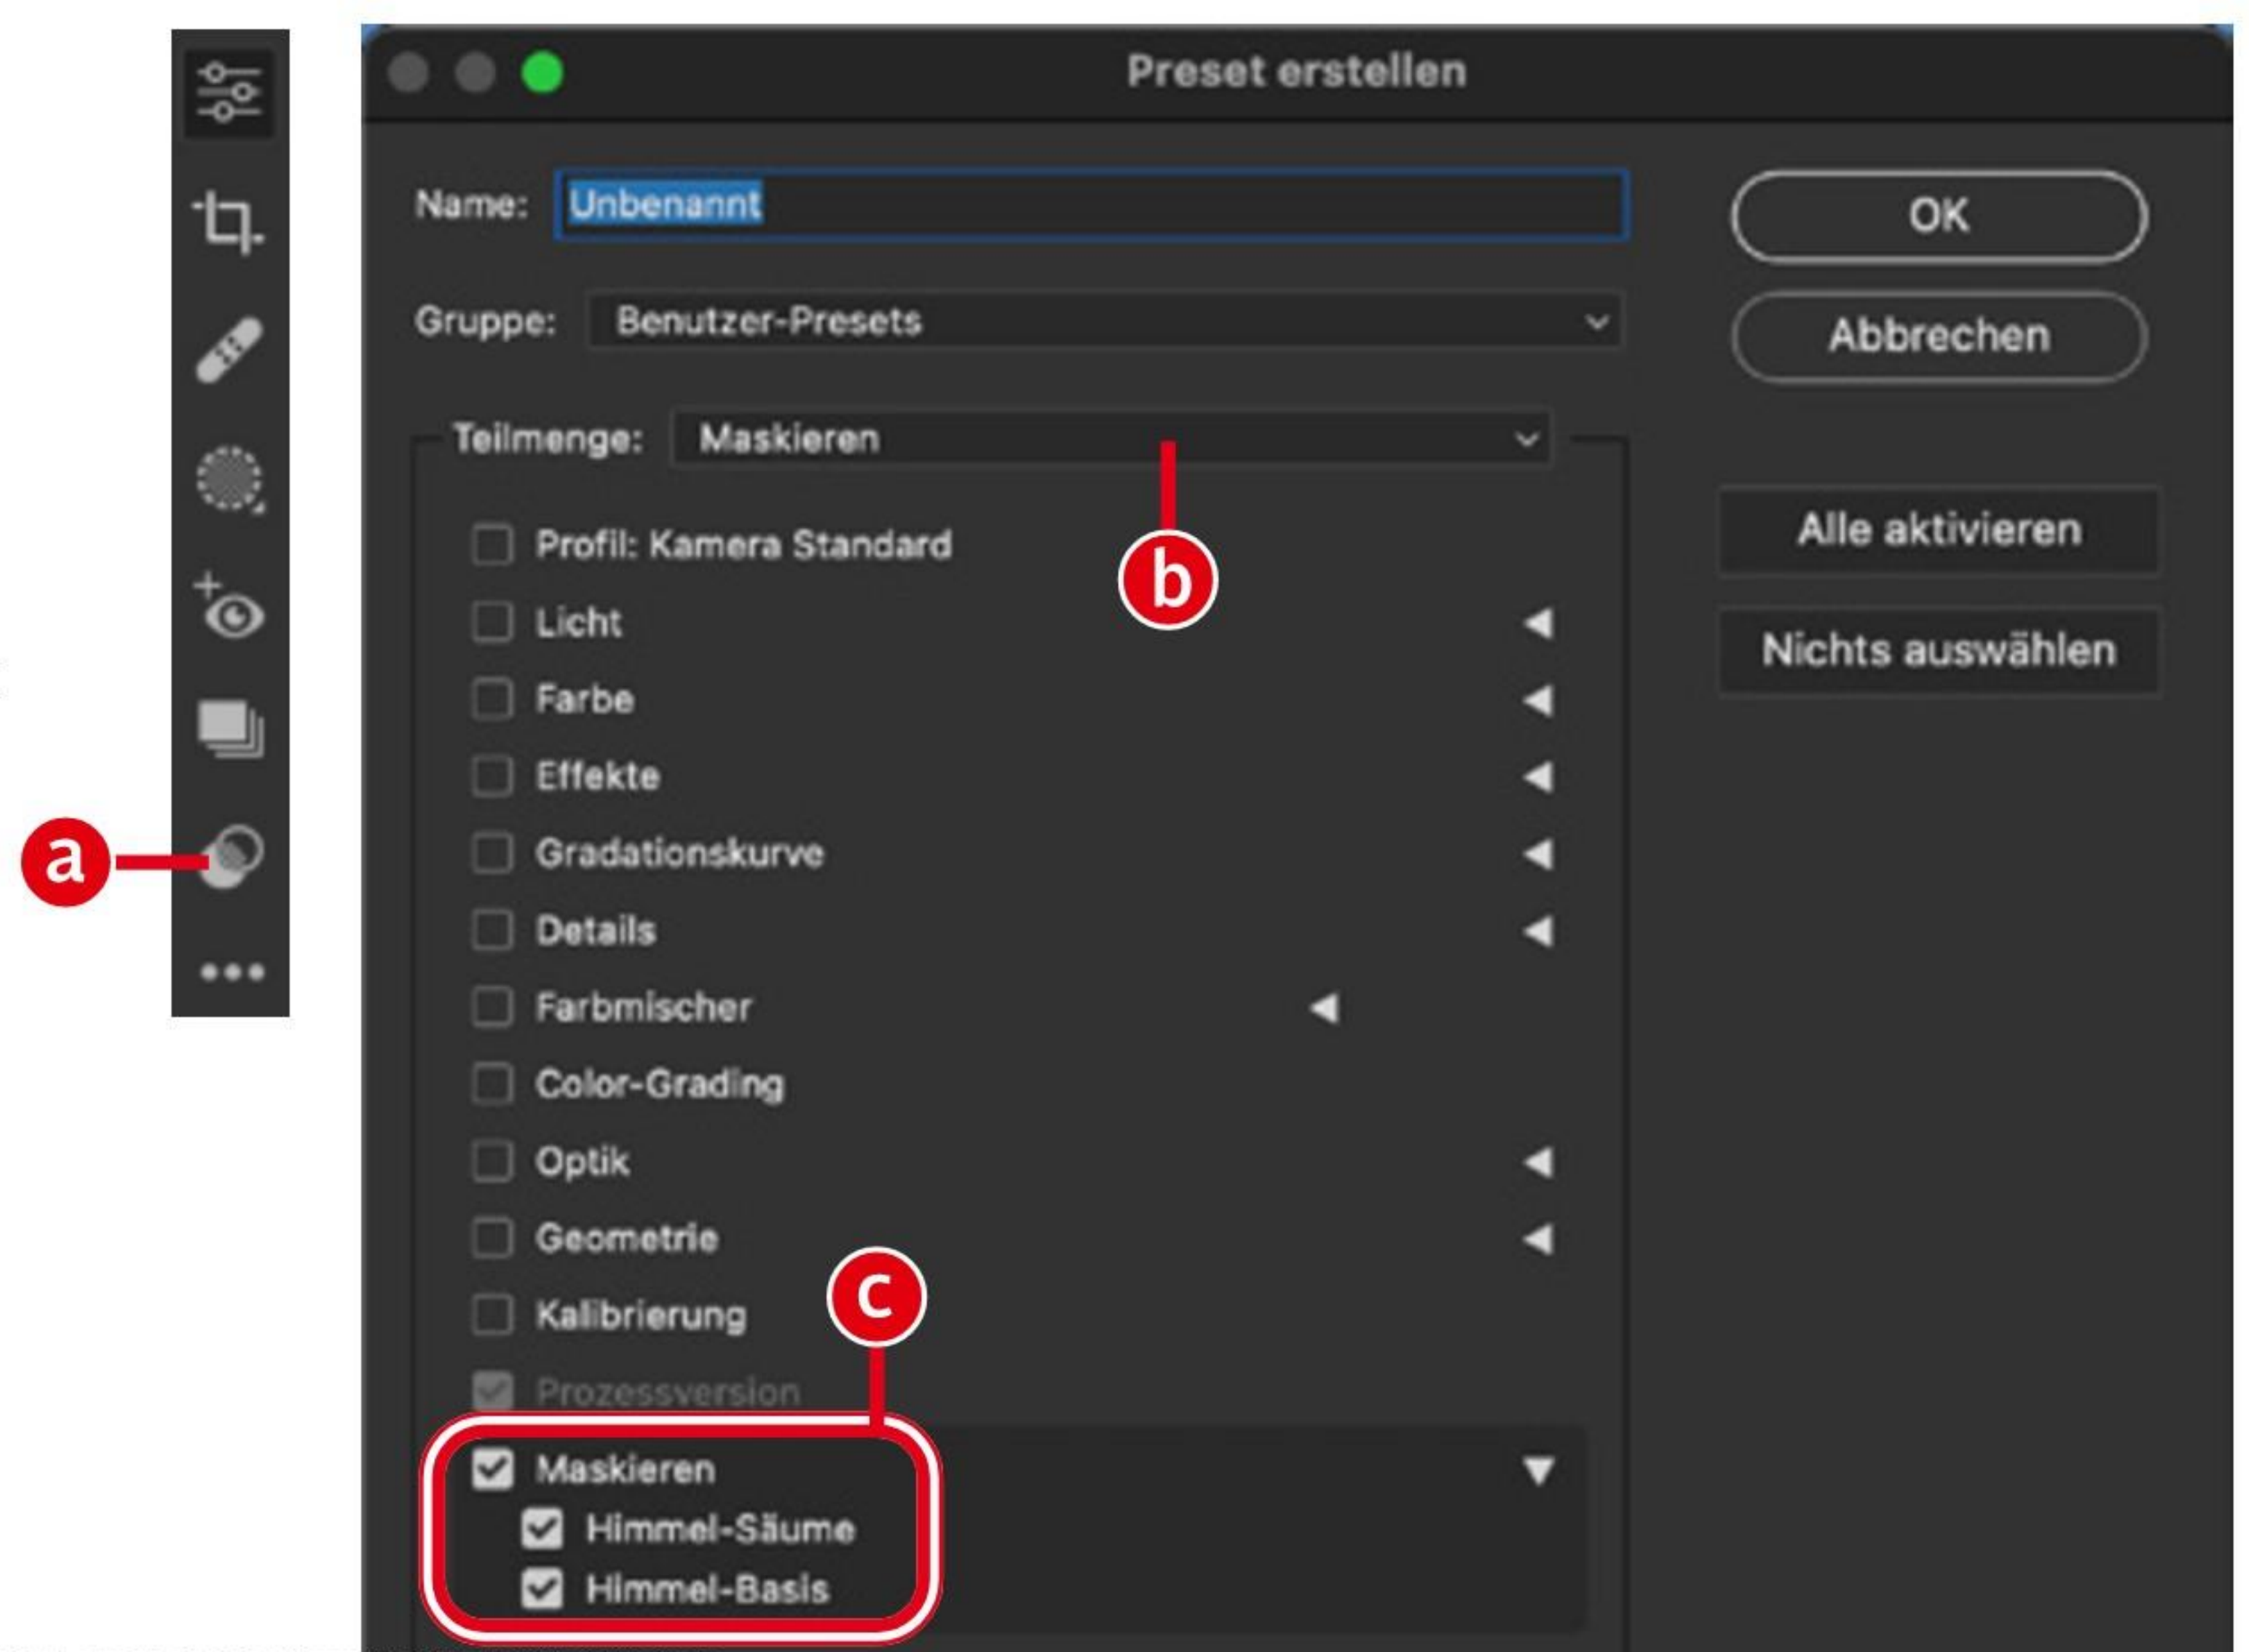 Preset erstellen
Name: Unbenannt
OK
Gruppe: Benutzer-Presets
Abbrechen
Teilmenge: Maskieren
Alle aktivieren
Profil: Kamera Standard
b
Licht
Nichts auswählen
Farbe
Effekte
a
Gradationskurve
Details
Farbmischer
Color-Grading
Optik
Geometrie
c
Kalibrierung
Prozessversion
Maskieren
Himmel-Säume
Himmel-Basis